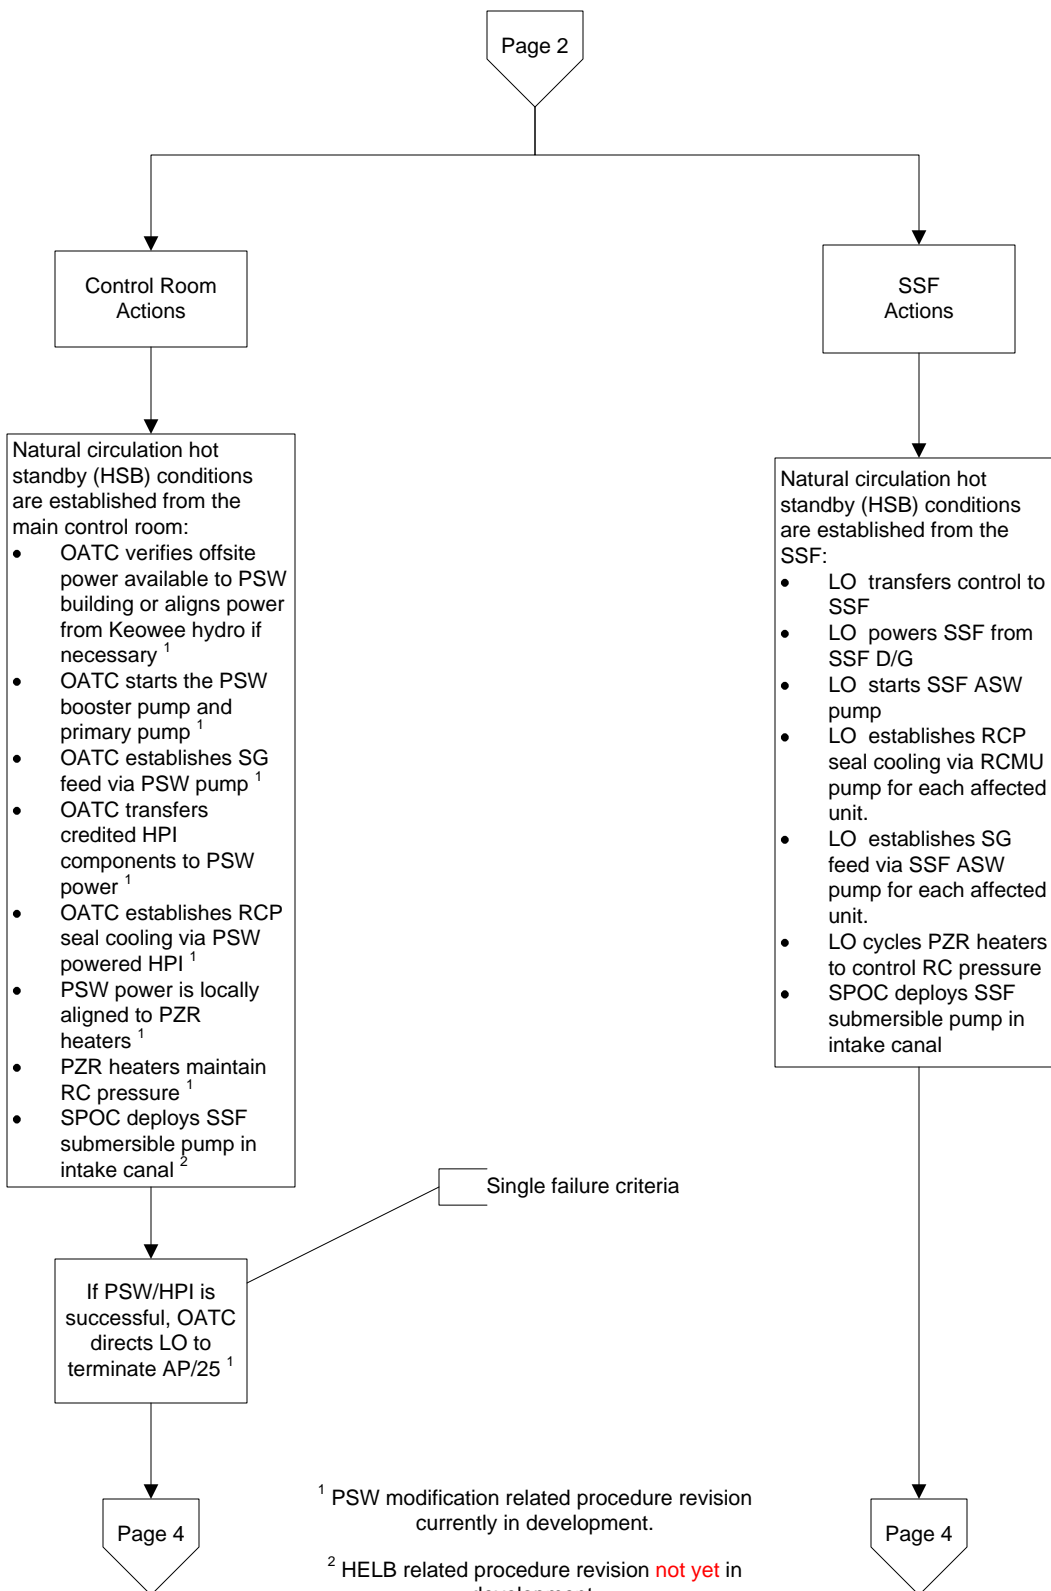 Page 2
Control Room
Actions
SSF
Actions
Natural circulation hot
standby (HSB) conditions
are established from the
main control room:
• OATC verifies offsite
power available to PSW
building or aligns power
from Keowee hydro if
necessary 1
• OATC starts the PSW
booster pump and
primary pump 1
• OATC establishes SG
feed via PSW pump 1
• OATC transfers
credited HPI
components to PSW
power 1
• OATC establishes RCP
seal cooling via PSW
powered HPI 1
• PSW power is locally
aligned to PZR
heaters 1
• PZR heaters maintain
RC pressure 1
• SPOC deploys SSF
submersible pump in
intake canal 2
Natural circulation hot
standby (HSB) conditions
are established from the
SSF:
• LO transfers control to
SSF
• LO powers SSF from
SSF D/G
• LO starts SSF ASW
pump
• LO establishes RCP
seal cooling via RCMU
pump for each affected
unit.
• LO establishes SG
feed via SSF ASW
pump for each affected
unit.
• LO cycles PZR heaters
to control RC pressure
• SPOC deploys SSF
submersible pump in
intake canal
Single failure criteria
If PSW/HPI is
successful, OATC
directs LO to
terminate AP/25 1
Page 4
1 PSW modification related procedure revision
currently in development.
2 HELB related procedure revision not yet in
development
Page 4